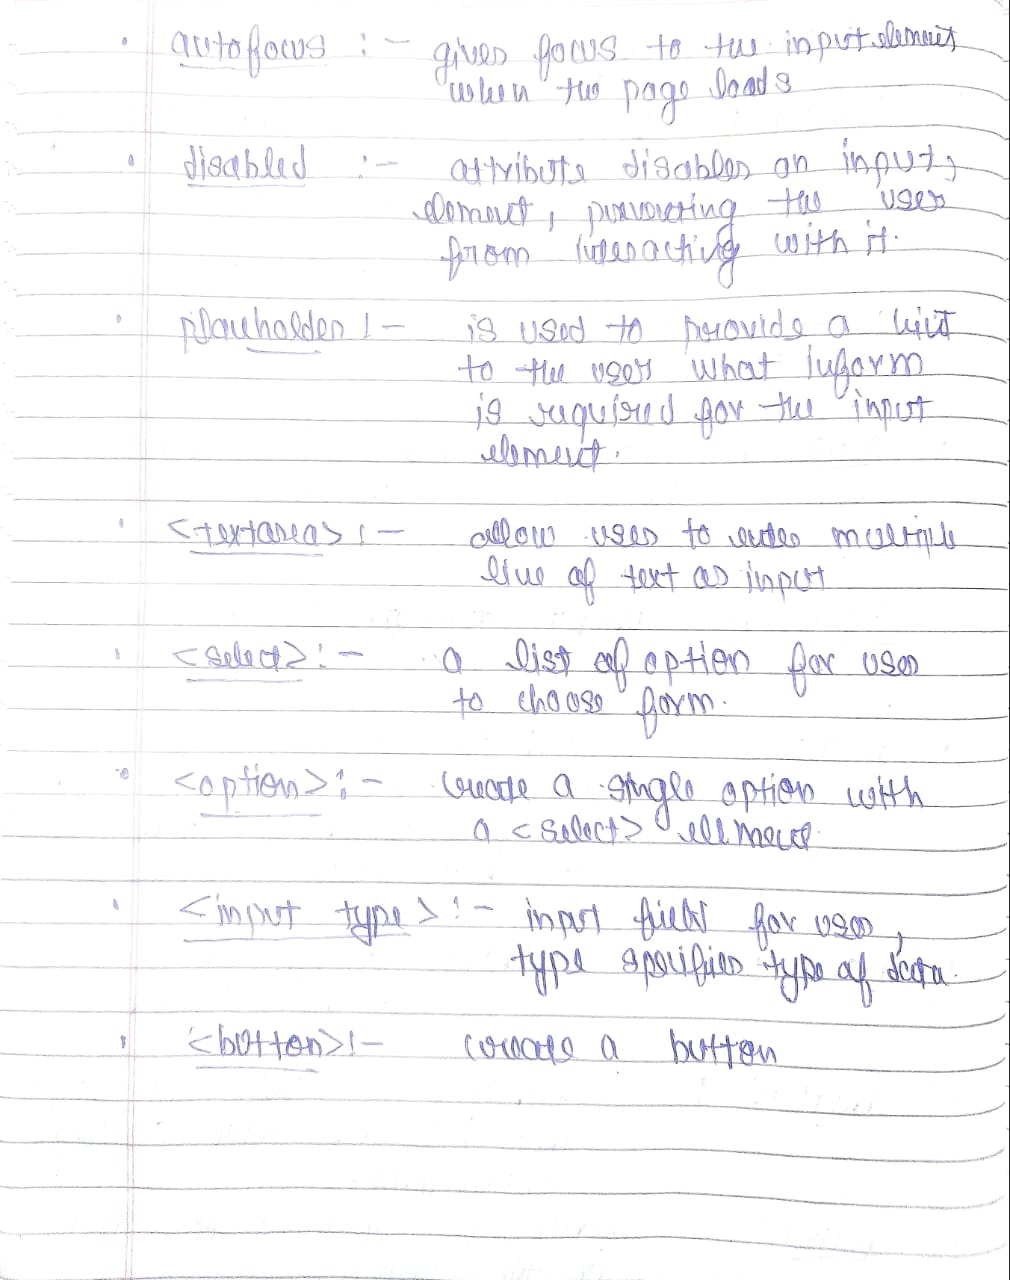 autofocus :- gives focus to the input element
when the page loads
disabled :- attribute disables an input
element, preventing the user
from interacting with it.
placeholder :- is used to provide a hint
to the user what inform
is required for the input
element.
<textarea> :- allow user to enter multiple
line of text as input
<select> :- a list of option for user
to choose form.
<option> :- create a single option with
a <select> element.
<input type> :- input field for user,
type specifies type of data.
<button> :- create a button